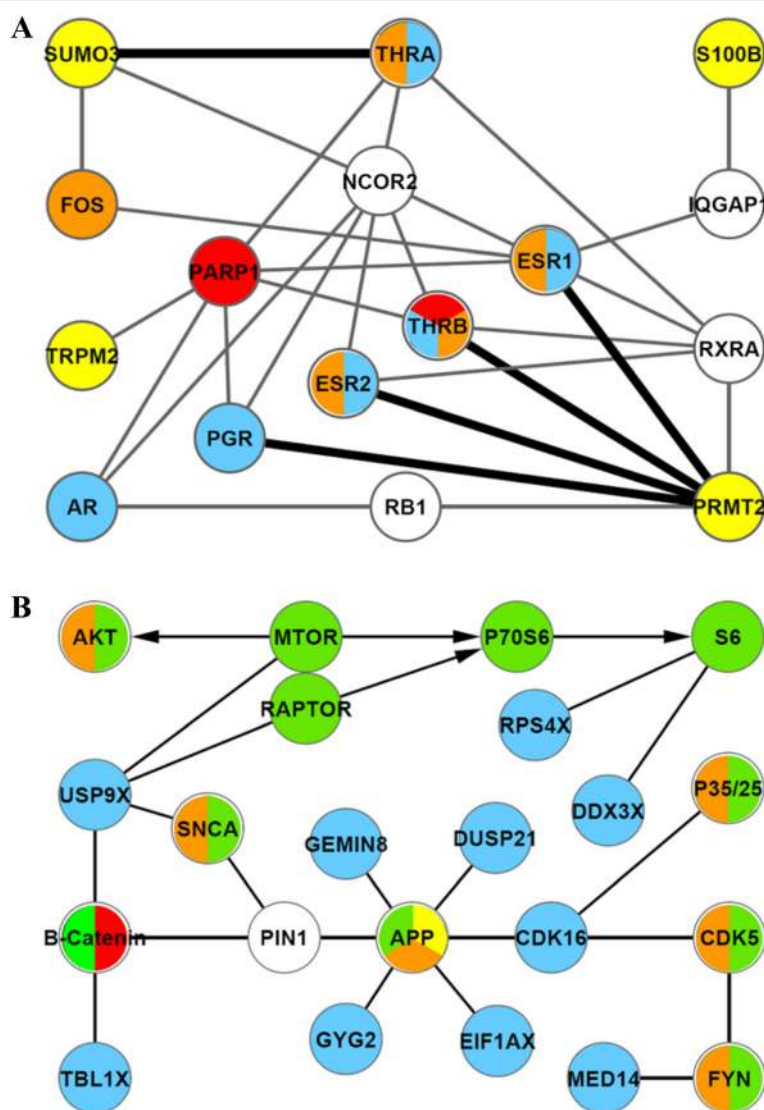 A
SUMO3 THRA S100B
NCOR2
FOS IQGAP1
PARP1 ESR1
THRB
TRPM2 RXRA
ESR2
PGR
AR RB1 PRMT2
B
AKT MTOR P70S6 S6
RAPTOR
RPS4X
USP9X P35/25
DDX3X
SNCA
GEMIN8 DUSP21
B-Catenin PIN1 APP CDK16 CDK5
GYG2 EIF1AX
TBL1X MED14 FYN